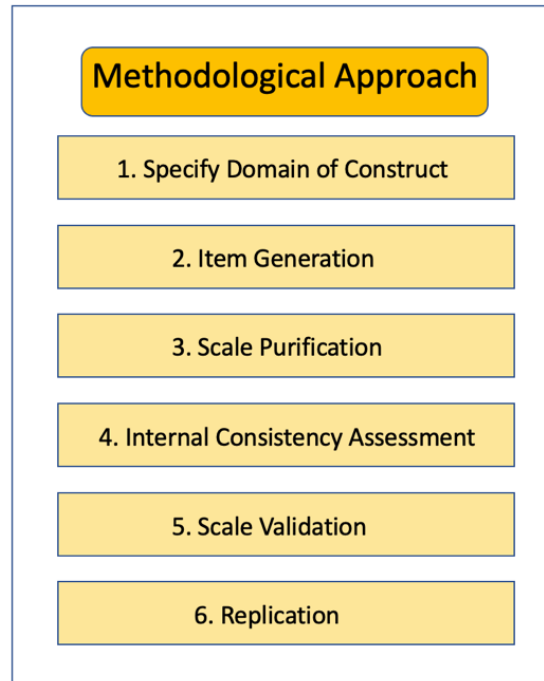 Methodological Approach
1. Specify Domain of Construct
2. Item Generation
3. Scale Purification
4. Internal Consistency Assessment
5. Scale Validation
6. Replication